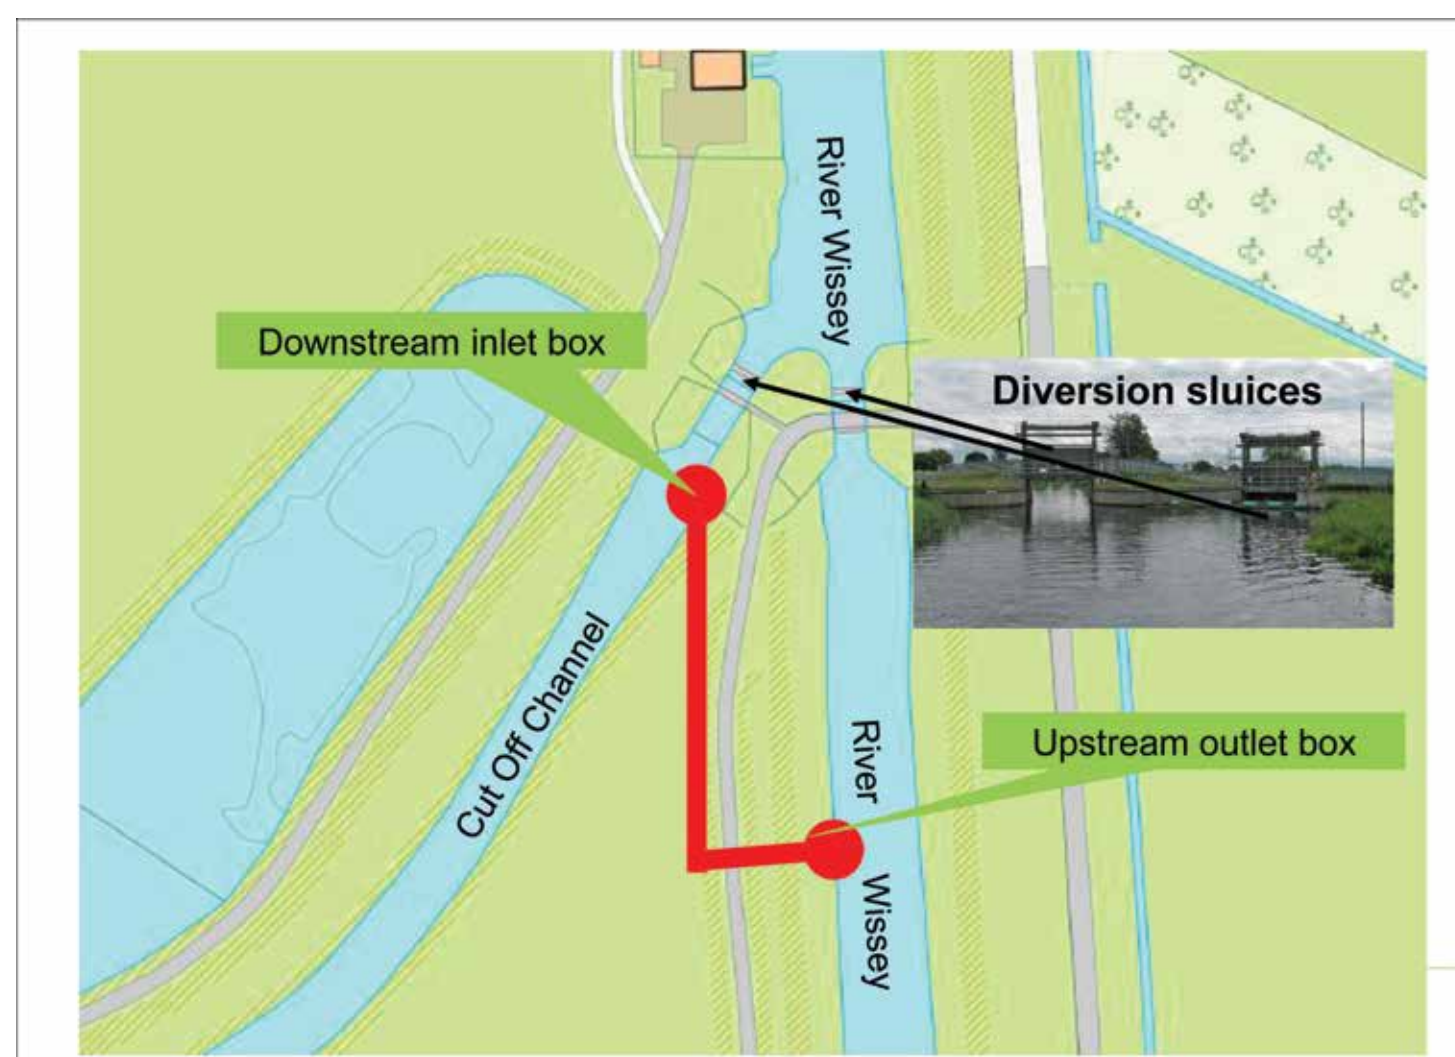 River Wissey
Downstream inlet box
Diversion sluices
Cut Off Channel
Upstream outlet box
River Wissey